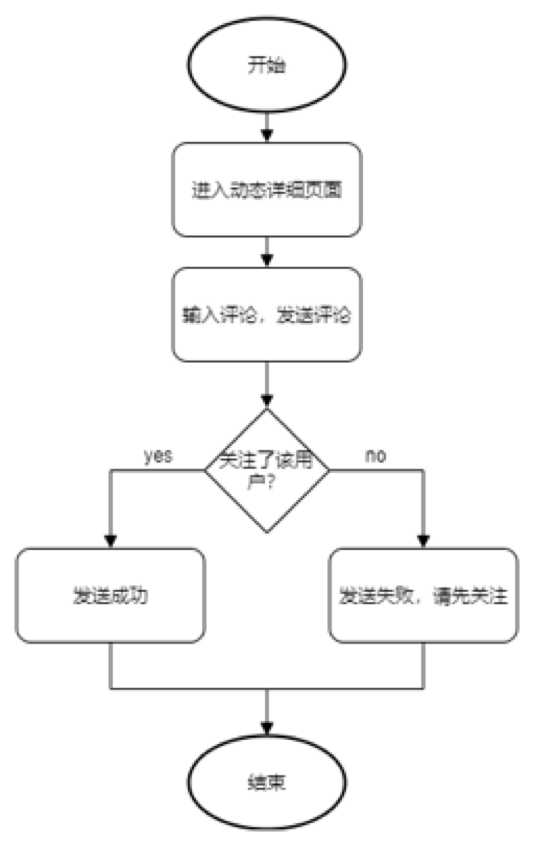 开始
进入动态详细页面
输入评论，发送评论
yes
关注了该用
户？
no
发送成功
发送失败，请先关注
结束